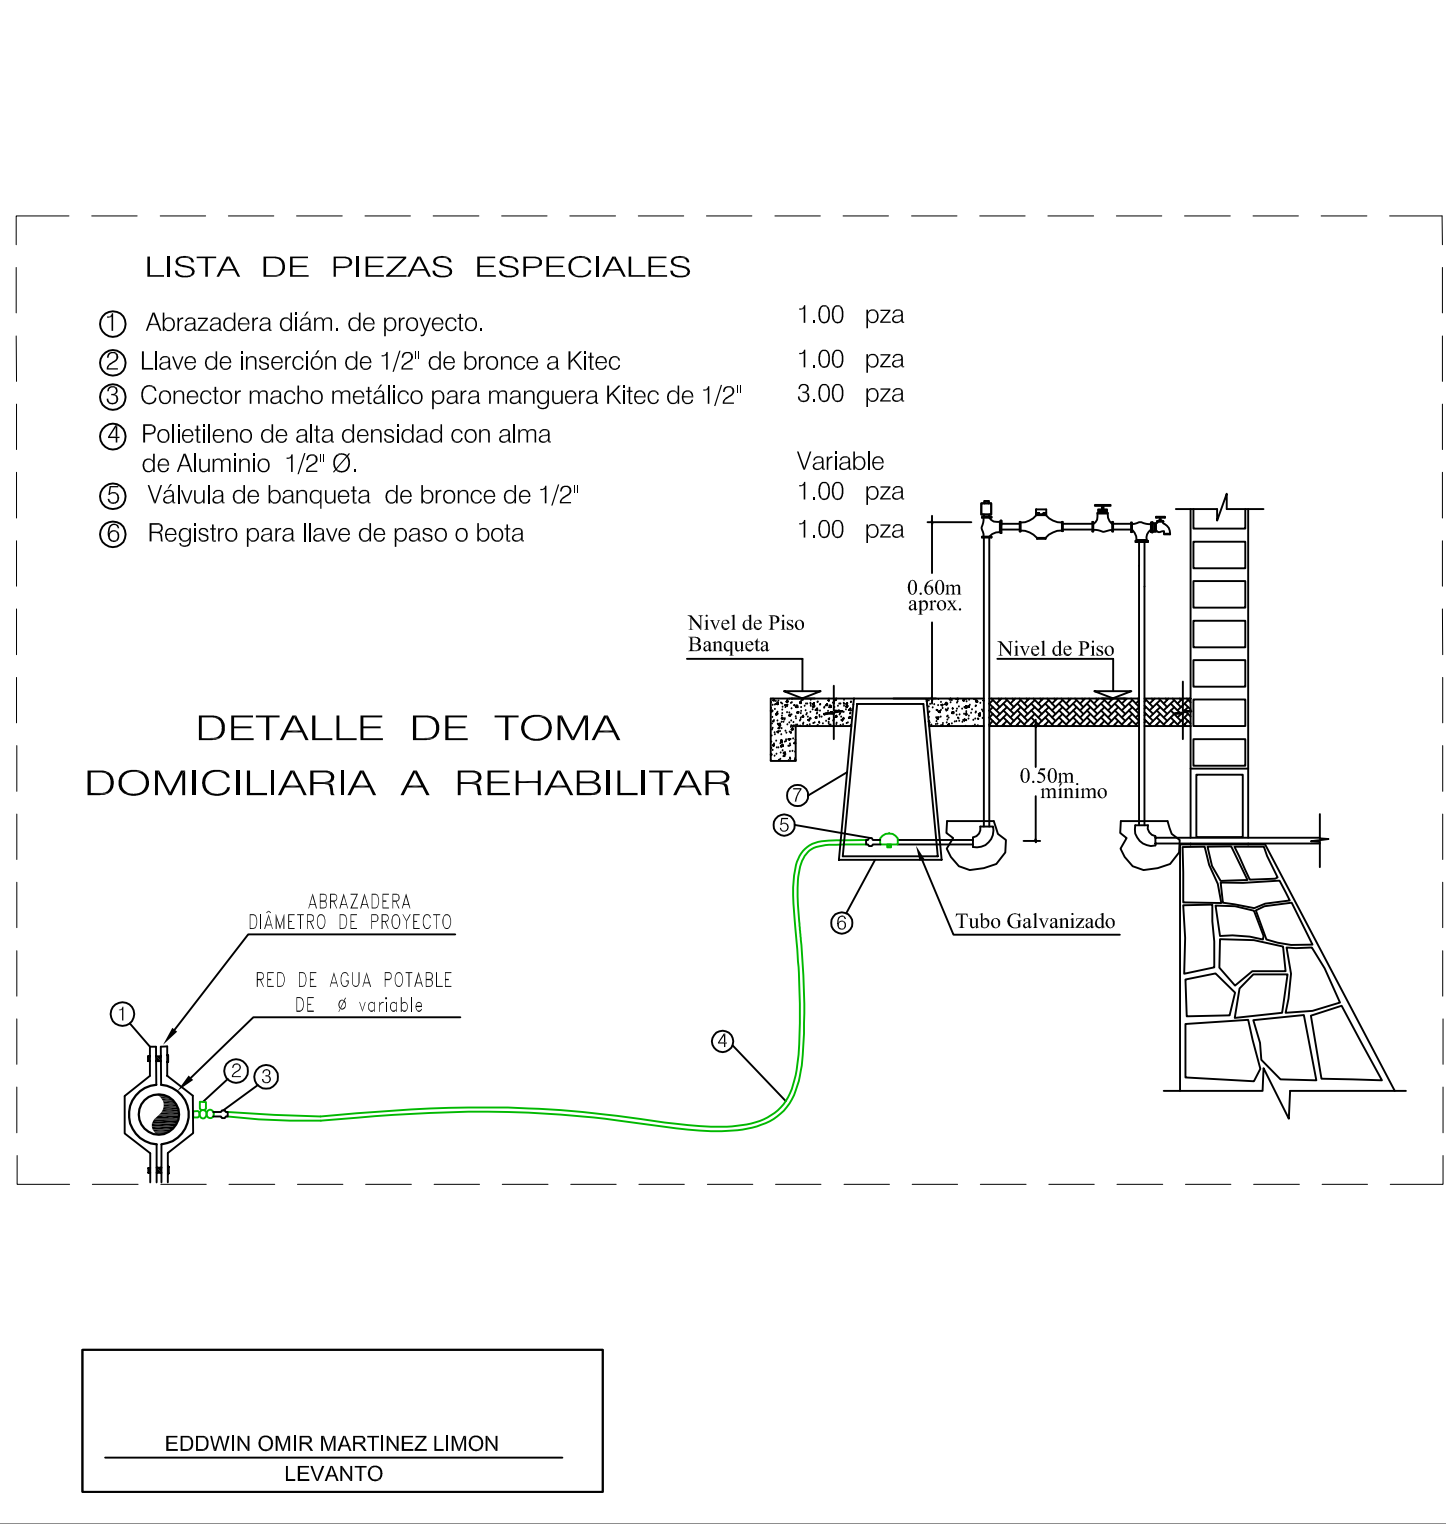 LISTA DE PIEZAS ESPECIALES
1 Abrazadera diám. de proyecto. 1.00 pza
2 Llave de inserción de 1/2" de bronce a Kitec 1.00 pza
3 Conector macho metálico para manguera Kitec de 1/2" 3.00 pza
4 Polietileno de alta densidad con alma
de Aluminio 1/2" Ø. Variable
5 Válvula de banqueta de bronce de 1/2" 1.00 pza
6 Registro para llave de paso o bota 1.00 pza
0.60m
aprox.
Nivel de Piso
Banqueta
Nivel de Piso
DETALLE DE TOMA
DOMICILIARIA A REHABILITAR
0.50m
mínimo
7
5
6
Tubo Galvanizado
ABRAZADERA
DIÂMETRO DE PROYECTO
RED DE AGUA POTABLE
DE ø variable
1
2
3
4
EDDWIN OMIR MARTINEZ LIMON
LEVANTO